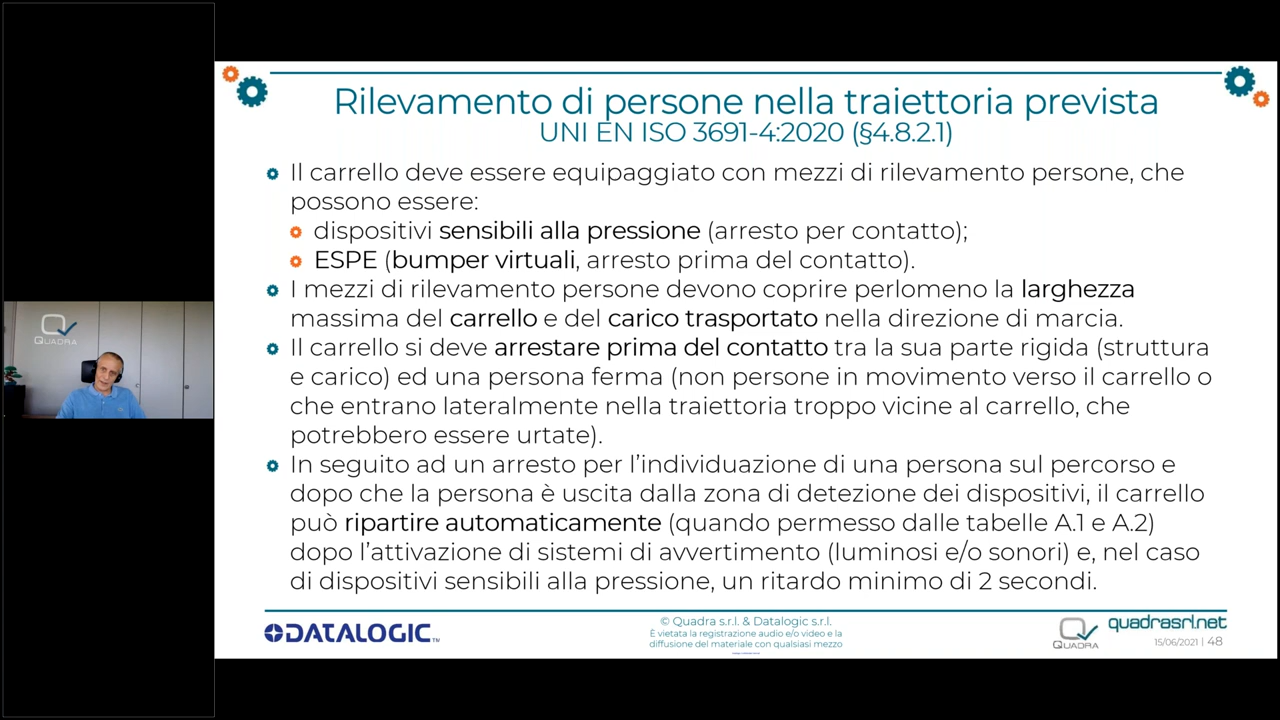 Rilevamento di persone nella traiettoria prevista
UNI EN ISO 3691-4:2020 (§4.8.2.1)
Il carrello deve essere equipaggiato con mezzi di rilevamento persone, che
possono essere:
dispositivi sensibili alla pressione (arresto per contatto);
ESPE (bumper virtuali, arresto prima del contatto).
I mezzi di rilevamento persone devono coprire perlomeno la larghezza
massima del carrello e del carico trasportato nella direzione di marcia.
Il carrello si deve arrestare prima del contatto tra la sua parte rigida (struttura
e carico) ed una persona ferma (non persone in movimento verso il carrello o
che entrano lateralmente nella traiettoria troppo vicine al carrello, che
potrebbero essere urtate).
In seguito ad un arresto per l'individuazione di una persona sul percorso e
dopo che la persona è uscita dalla zona di detezione dei dispositivi, il carrello
può ripartire automaticamente (quando permesso dalle tabelle A.1 e A.2)
dopo l'attivazione di sistemi di avvertimento (luminosi e/o sonori) e, nel caso
di dispositivi sensibili alla pressione, un ritardo minimo di 2 secondi.
QUADRA
DATALOGIC™
© Quadra s.r.l. & Datalogic s.r.l.
È vietata la registrazione audio e/o video e la
diffusione del materiale con qualsiasi mezzo
QUADRA
quadrasrl.net
15/06/2021 | 48